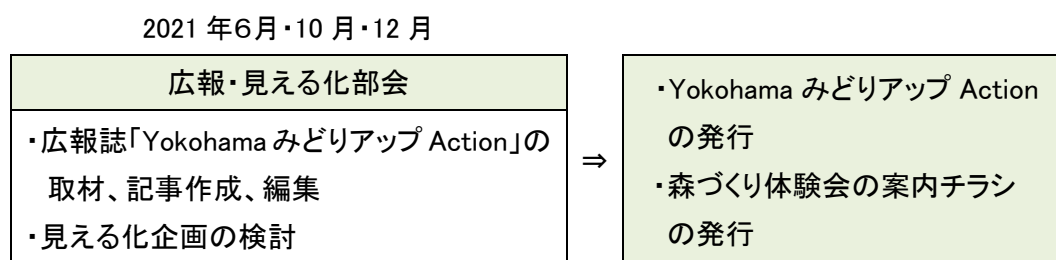 2021 年6月・10 月・12 月
広報・見える化部会
・広報誌「Yokohama みどりアップ Action」の
取材、記事作成、編集
・見える化企画の検討
⇒
・Yokohama みどりアップ Action
の発行
・森づくり体験会の案内チラシ
の発行